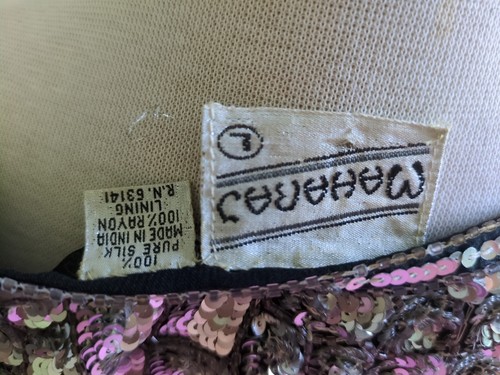 MAHARAJ
L
100%
PURE SILK
MADE IN INDIA
100% RAYON
LINING
R.N. 63141